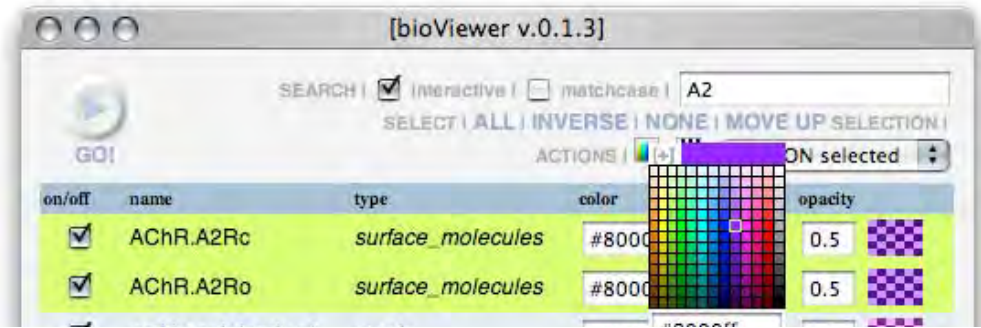 [bioViewer v.0.1.3]
SEARCH | interactive | matchcase | A2
SELECT | ALL | INVERSE | NONE | MOVE UP SELECTION |
GO! ACTIONS | [+] ON selected
on/off name type color opacity
AChR.A2Rc surface_molecules #8000 0.5
AChR.A2Ro surface_molecules #8000 0.5